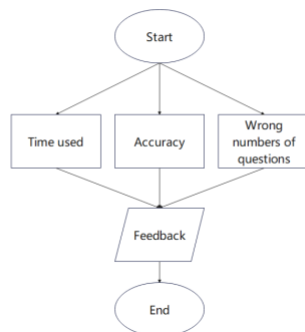 Start
Time used
Accuracy
Wrong
numbers of
questions
Feedback
End